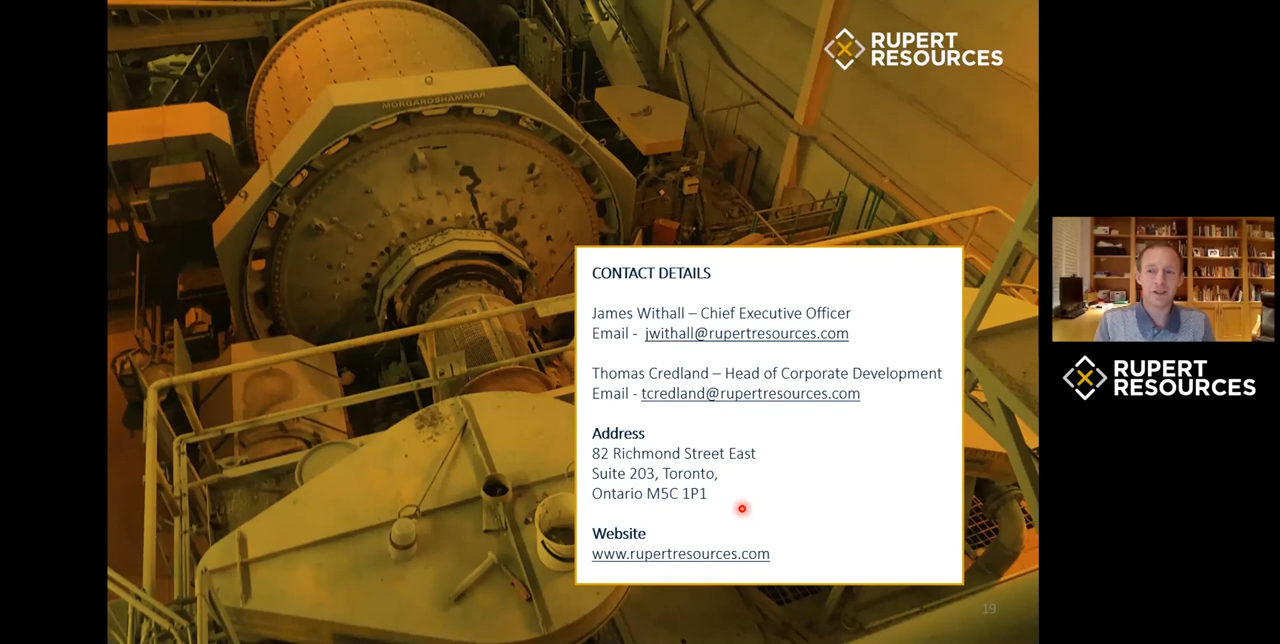 RUPERT
RESOURCES
MORGARDSHAMMAR
CONTACT DETAILS
James Withall – Chief Executive Officer
Email - jwithall@rupertresources.com
Thomas Credland – Head of Corporate Development
Email - tcredland@rupertresources.com
Address
82 Richmond Street East
Suite 203, Toronto,
Ontario M5C 1P1
Website
www.rupertresources.com
19
RUPERT
RESOURCES